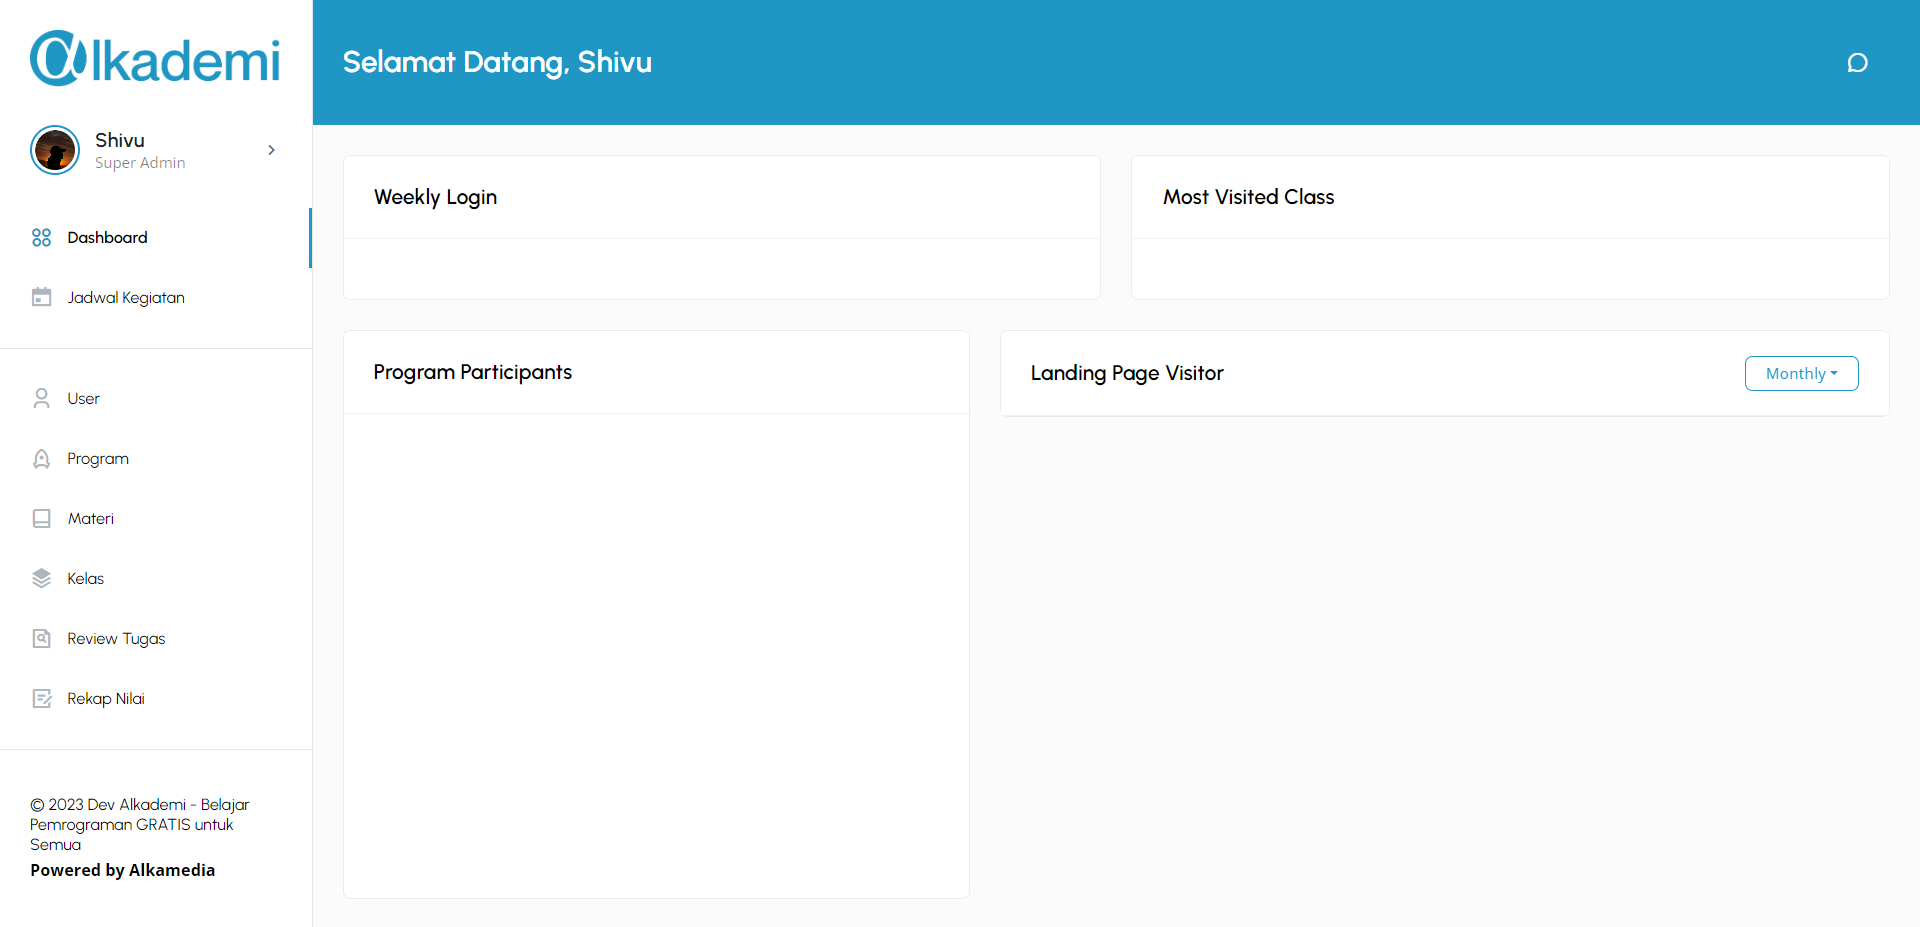 @lkademi
Shivu
Super Admin
Dashboard
Jadwal Kegiatan
User
Program
Materi
Kelas
Review Tugas
Rekap Nilai
© 2023 Dev Alkademi - Belajar
Pemrograman GRATIS untuk
Semua
Powered by Alkamedia
Selamat Datang, Shivu
Weekly Login
Most Visited Class
Program Participants
Landing Page Visitor
Monthly